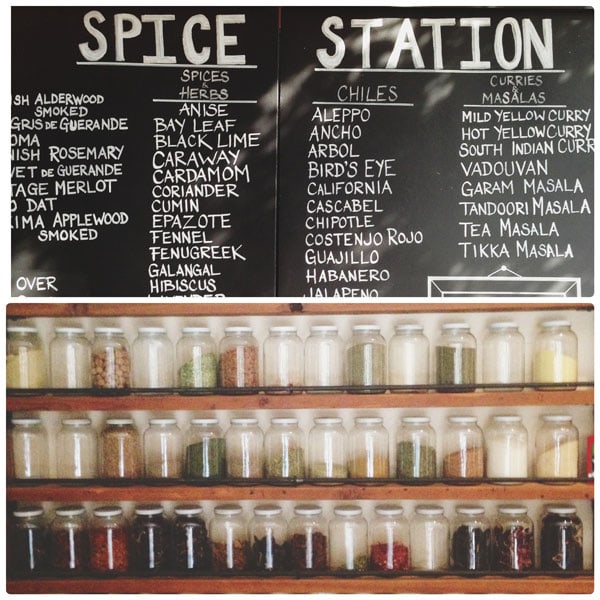 SPICE STATION
ISH ALDERWOOD
SMOKED
GRIS DE GUERANDE
OMA
NISH ROSEMARY
VET DE GUERANDE
TAGE MERLOT
O DAT
IMA APPLEWOOD
SMOKED
OVER
SPICES
&
HERBS
ANISE
BAY LEAF
BLACK LIME
CARAWAY
CARDAMOM
CORIANDER
CUMIN
EPAZOTE
FENNEL
FENUGREEK
GALANGAL
HIBISCUS
LAVENDER
CHILES
ALEPPO
ANCHO
ARBOL
BIRD'S EYE
CALIFORNIA
CASCABEL
CHIPOTLE
COSTENJO ROJO
GUAJILLO
HABANERO
JALAPENO
CURRIES
&
MASALAS
MILD YELLOW CURRY
HOT YELLOW CURRY
SOUTH INDIAN CURR
VADOUVAN
GARAM MASALA
TANDOORI MASALA
TEA MASALA
TIKKA MASALA